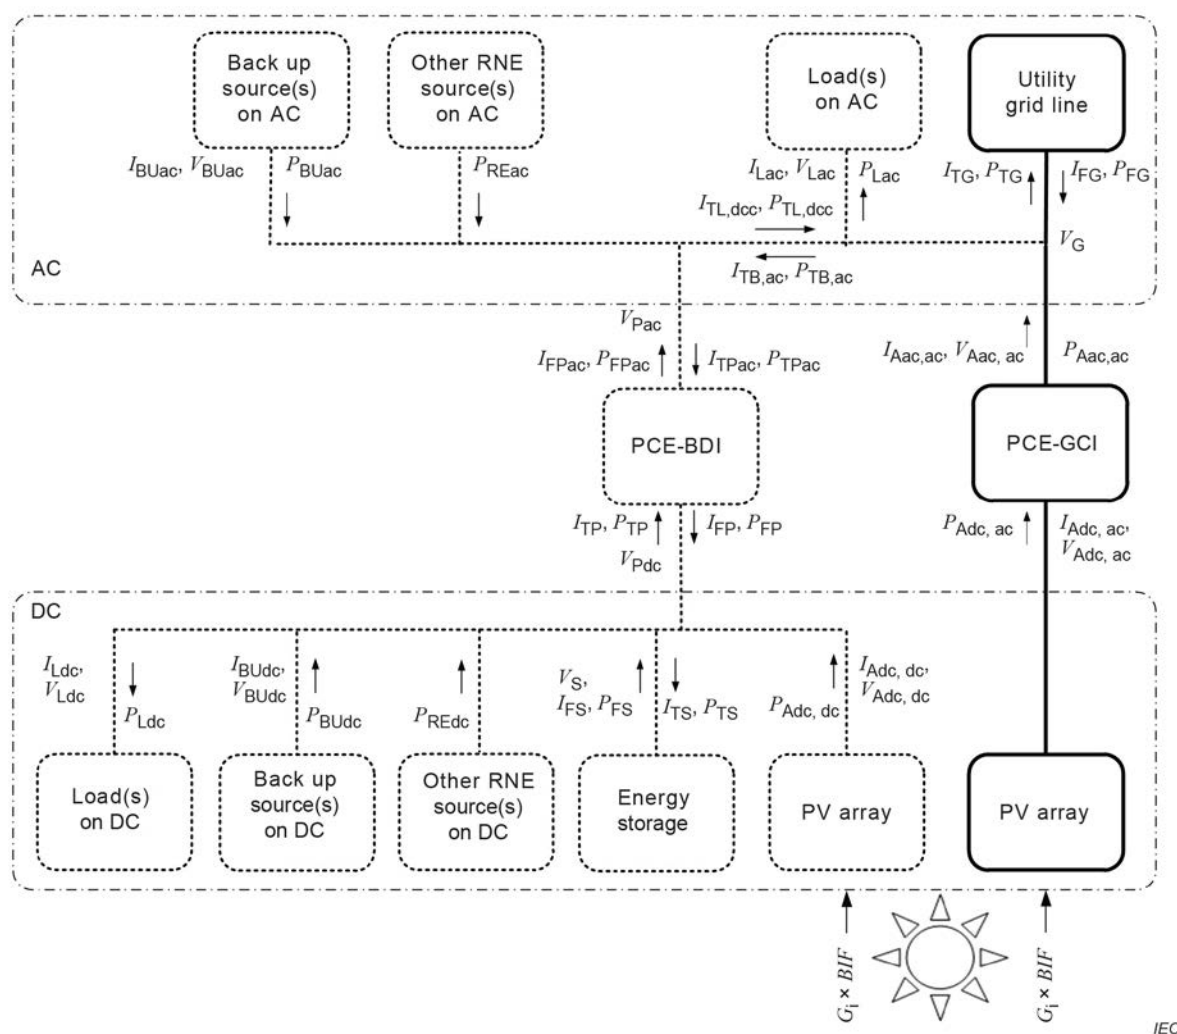 Back up
source(s)
on AC
Other RNE
source(s)
on AC
Load(s)
on AC
Utility
grid line
I_BUac, V_BUac
P_BUac
P_REac
I_Lac, V_Lac
P_Lac
I_TG, P_TG
I_FG, P_FG
I_TL,dcc, P_TL,dcc
V_G
AC
I_TB,ac, P_TB,ac
V_Pac
I_FPac, P_FPac
I_TPac, P_TPac
I_Aac,ac, V_Aac, ac
P_Aac,ac
PCE-BDI
PCE-GCI
I_TP, P_TP
I_FP, P_FP
V_Pdc
P_Adc, ac
I_Adc, ac,
V_Adc, ac
DC
I_Ldc,
V_Ldc
P_Ldc
I_BUdc,
V_BUdc
P_BUdc
P_REdc
V_S,
I_FS, P_FS
I_TS, P_TS
P_Adc, dc
I_Adc, dc,
V_Adc, dc
Load(s)
on DC
Back up
source(s)
on DC
Other RNE
source(s)
on DC
Energy
storage
PV array
PV array
G_i × BIF
G_i × BIF
IEC